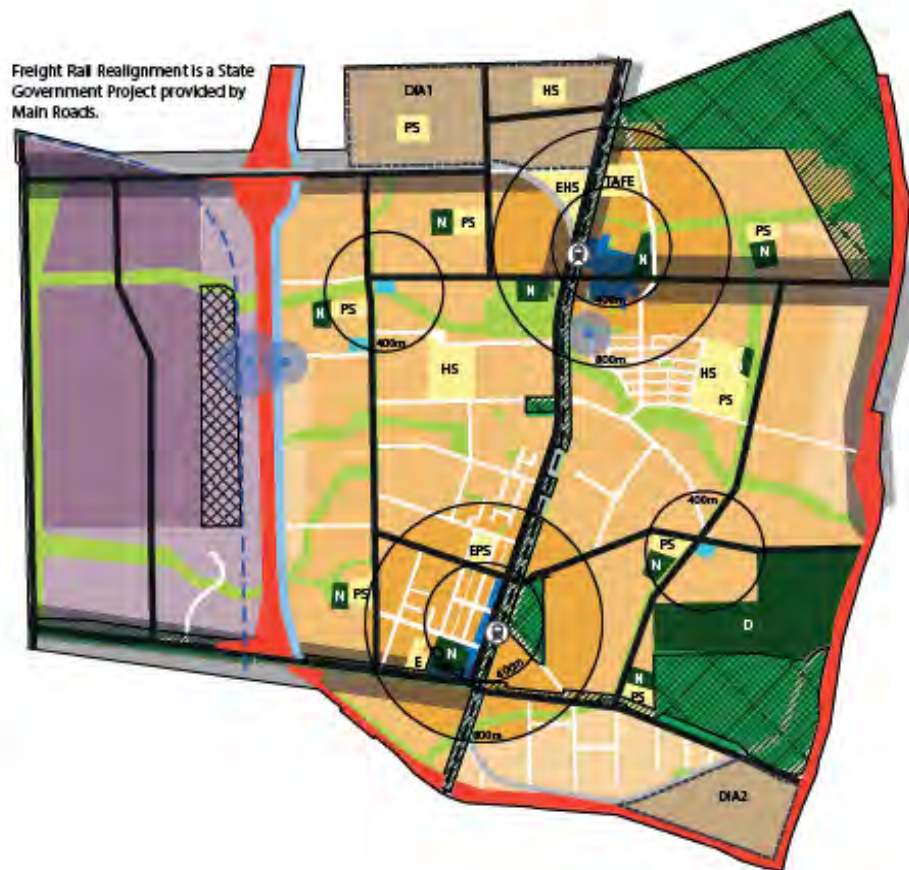 Freight Rail Realignment is a State
Government Project provided by
Main Roads.
DIA1
HS
PS
EHS
TAFE
N
PS
PS
N
N
N
400m
N
PS
400m
800m
HS
HS
PS
400m
EPS
PS
N
N
PS
N
E
400m
N
PS
D
800m
DIA2